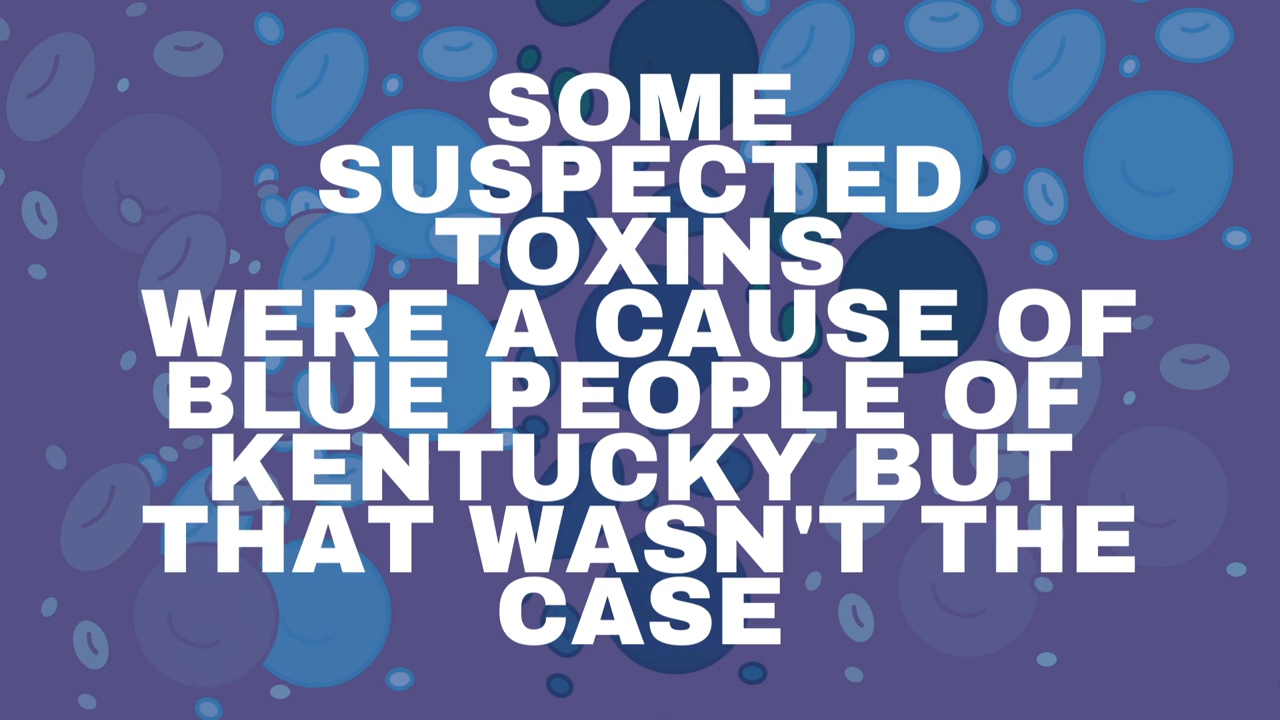 SOME
SUSPECTED
TOXINS
WERE A CAUSE OF
BLUE PEOPLE OF
KENTUCKY BUT
THAT WASN'T THE
CASE